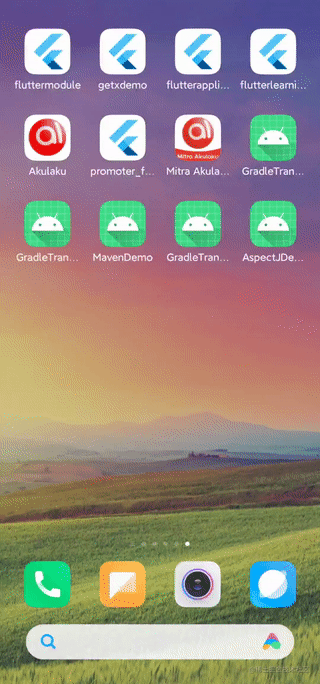 fluttermodule
getxdemo
flutterappli...
flutterlearni...
Akulaku
promoter_f...
Mitra Akulaku
Mitra Akula...
GradleTran...
GradleTran...
MavenDemo
GradleTran...
AspectJDe...